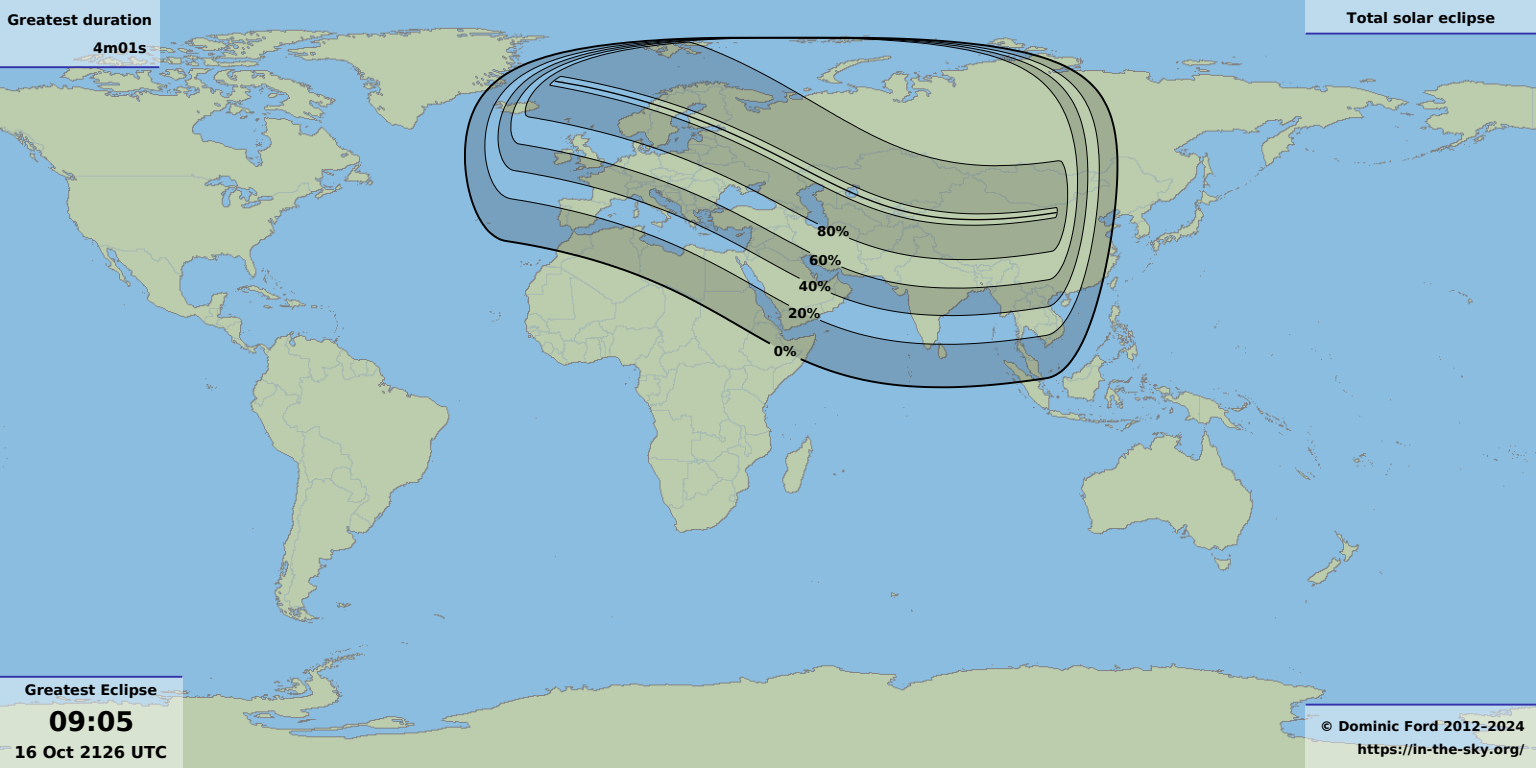 Greatest duration
4m01s
Total solar eclipse
80%
60%
40%
20%
0%
Greatest Eclipse
09:05
16 Oct 2126 UTC
© Dominic Ford 2012–2024
https://in-the-sky.org/